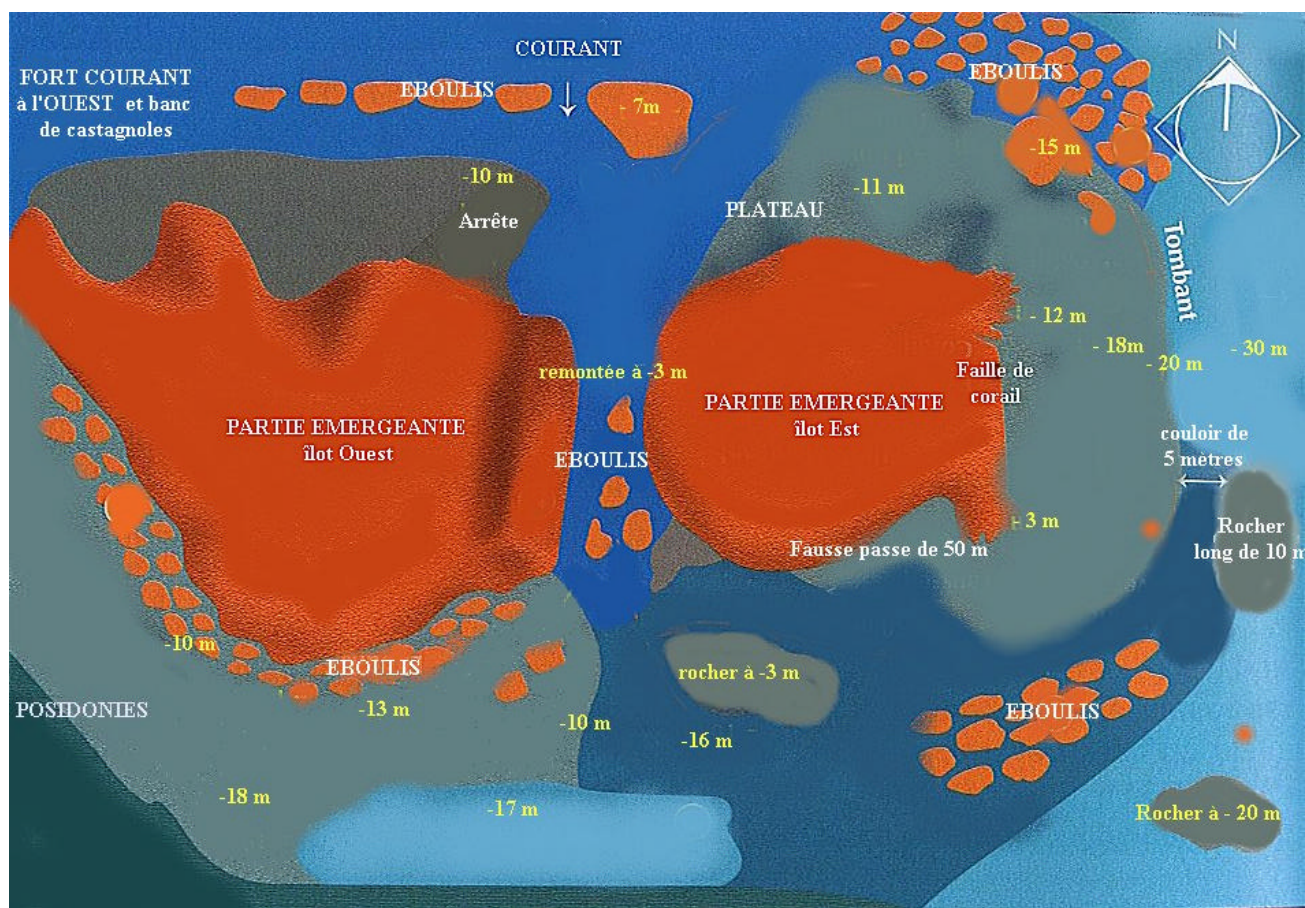 COURANT
N
FORT COURANT
à l'OUEST et banc
de castagnoles
EBOULIS
EBOULIS
- 7m
-15 m
-10 m
-11 m
Arrête
PLATEAU
Tombant
- 12 m
- 18m
- 20 m
- 30 m
remontée à -3 m
Faille de
corail
PARTIE EMERGEANTE
îlot Ouest
PARTIE EMERGEANTE
îlot Est
EBOULIS
couloir de
5 mètres
- 3 m
Fausse passe de 50 m
Rocher
long de 10 m
-10 m
EBOULIS
rocher à -3 m
POSIDONIES
-13 m
-10 m
-16 m
EBOULIS
-18 m
-17 m
Rocher à - 20 m